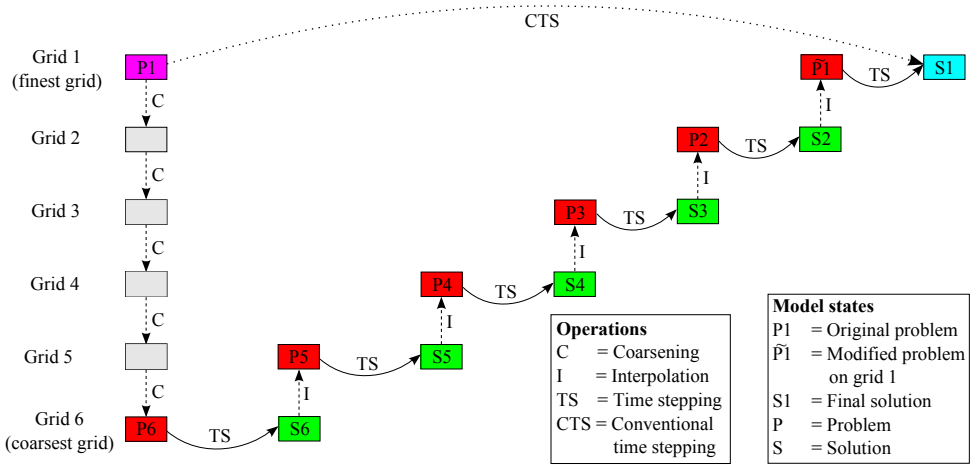 CTS
Grid 1
(finest grid)
P1
P̃1
TS
S1
C
I
Grid 2
P2
TS
S2
C
I
Grid 3
P3
TS
S3
C
I
Grid 4
P4
TS
S4
C
I
Grid 5
P5
TS
S5
C
I
Grid 6
(coarsest grid)
P6
TS
S6
Operations
C = Coarsening
I = Interpolation
TS = Time stepping
CTS = Conventional
time stepping
Model states
P1 = Original problem
P̃1 = Modified problem
on grid 1
S1 = Final solution
P = Problem
S = Solution